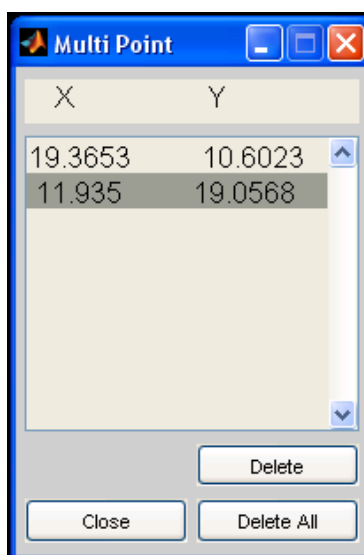 Multi Point
X Y
19.3653 10.6023
11.935 19.0568
Delete
Close Delete All